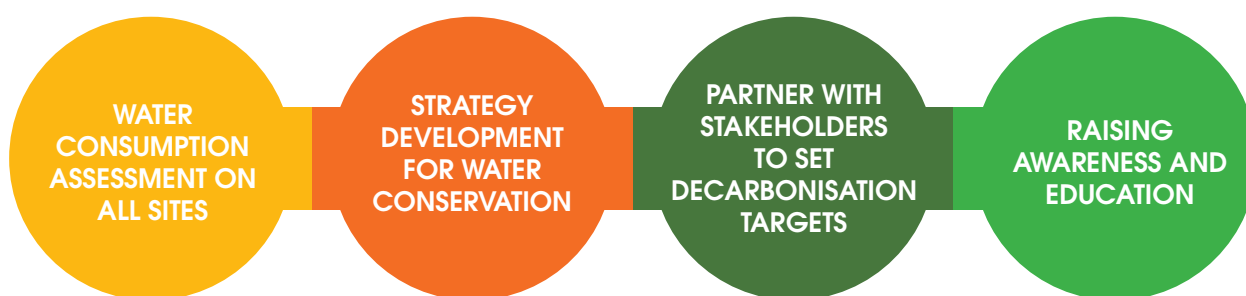 WATER
CONSUMPTION
ASSESSMENT ON
ALL SITES
STRATEGY
DEVELOPMENT
FOR WATER
CONSERVATION
PARTNER WITH
STAKEHOLDERS
TO SET
DECARBONISATION
TARGETS
RAISING
AWARENESS AND
EDUCATION